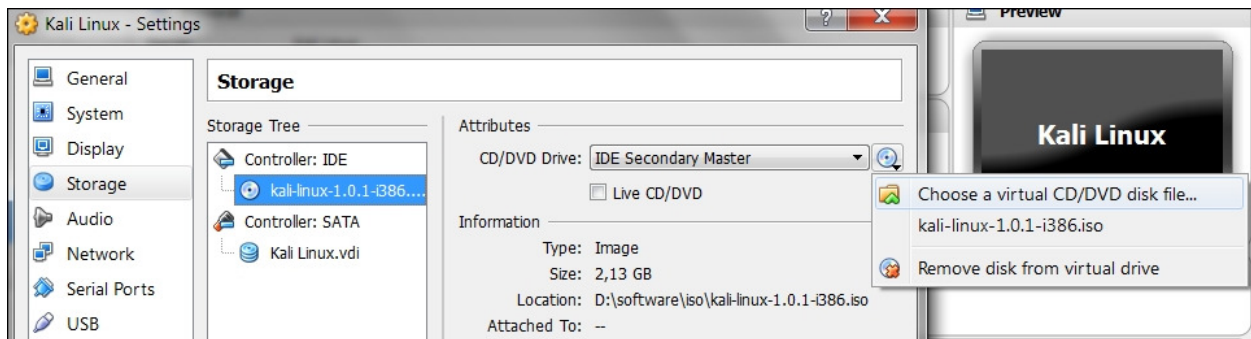 Kali Linux - Settings
Preview
General
System
Display
Storage
Audio
Network
Serial Ports
USB
Storage
Storage Tree
Controller: IDE
kali-linux-1.0.1-i386....
Controller: SATA
Kali Linux.vdi
Attributes
CD/DVD Drive: IDE Secondary Master
Live CD/DVD
Information
Type: Image
Size: 2,13 GB
Location: D:\software\iso\kali-linux-1.0.1-i386.iso
Attached To: --
Kali Linux
Choose a virtual CD/DVD disk file...
kali-linux-1.0.1-i386.iso
Remove disk from virtual drive